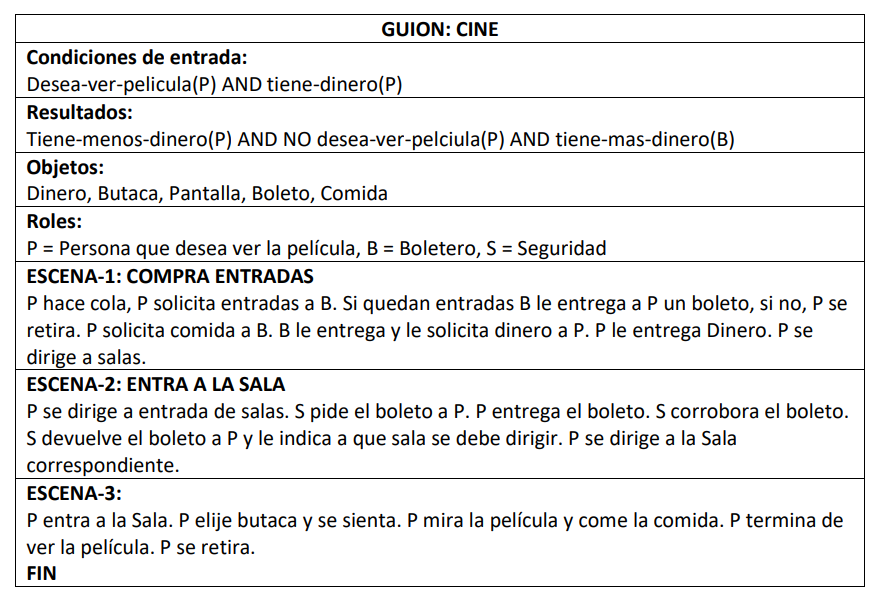 GUION: CINE
Condiciones de entrada:
Desea-ver-pelicula(P) AND tiene-dinero(P)
Resultados:
Tiene-menos-dinero(P) AND NO desea-ver-pelciula(P) AND tiene-mas-dinero(B)
Objetos:
Dinero, Butaca, Pantalla, Boleto, Comida
Roles:
P = Persona que desea ver la película, B = Boletero, S = Seguridad
ESCENA-1: COMPRA ENTRADAS
P hace cola, P solicita entradas a B. Si quedan entradas B le entrega a P un boleto, si no, P se
retira. P solicita comida a B. B le entrega y le solicita dinero a P. P le entrega Dinero. P se
dirige a salas.
ESCENA-2: ENTRA A LA SALA
P se dirige a entrada de salas. S pide el boleto a P. P entrega el boleto. S corrobora el boleto.
S devuelve el boleto a P y le indica a que sala se debe dirigir. P se dirige a la Sala
correspondiente.
ESCENA-3:
P entra a la Sala. P elije butaca y se sienta. P mira la película y come la comida. P termina de
ver la película. P se retira.
FIN